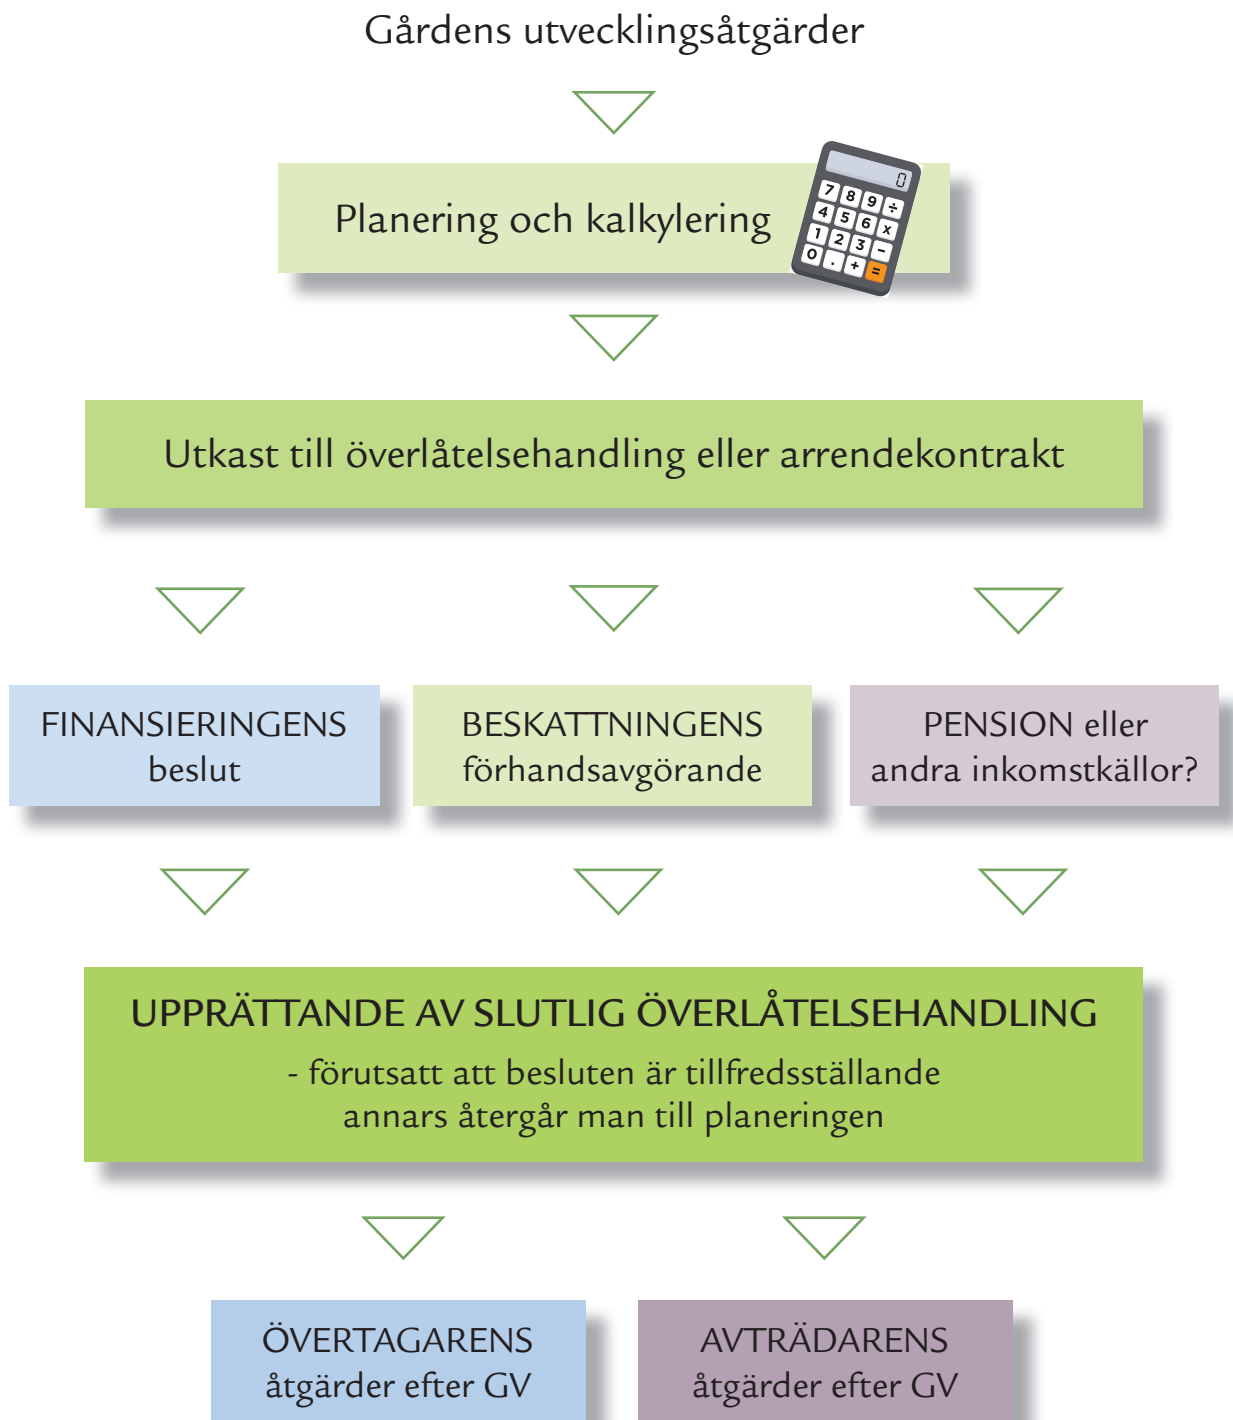 Gårdens utvecklingsåtgärder
Planering och kalkylering
0
7 8 9 ÷
4 5 6 x
1 2 3 −
0 . + =
Utkast till överlåtelsehandling eller arrendekontrakt
FINANSIERINGENS
beslut
BESKATTNINGENS
förhandsavgörande
PENSION eller
andra inkomstkällor?
UPPRÄTTANDE AV SLUTLIG ÖVERLÅTELSEHANDLING
- förutsatt att besluten är tillfredsställande
annars återgår man till planeringen
ÖVERTAGARENS
åtgärder efter GV
AVTRÄDARENS
åtgärder efter GV